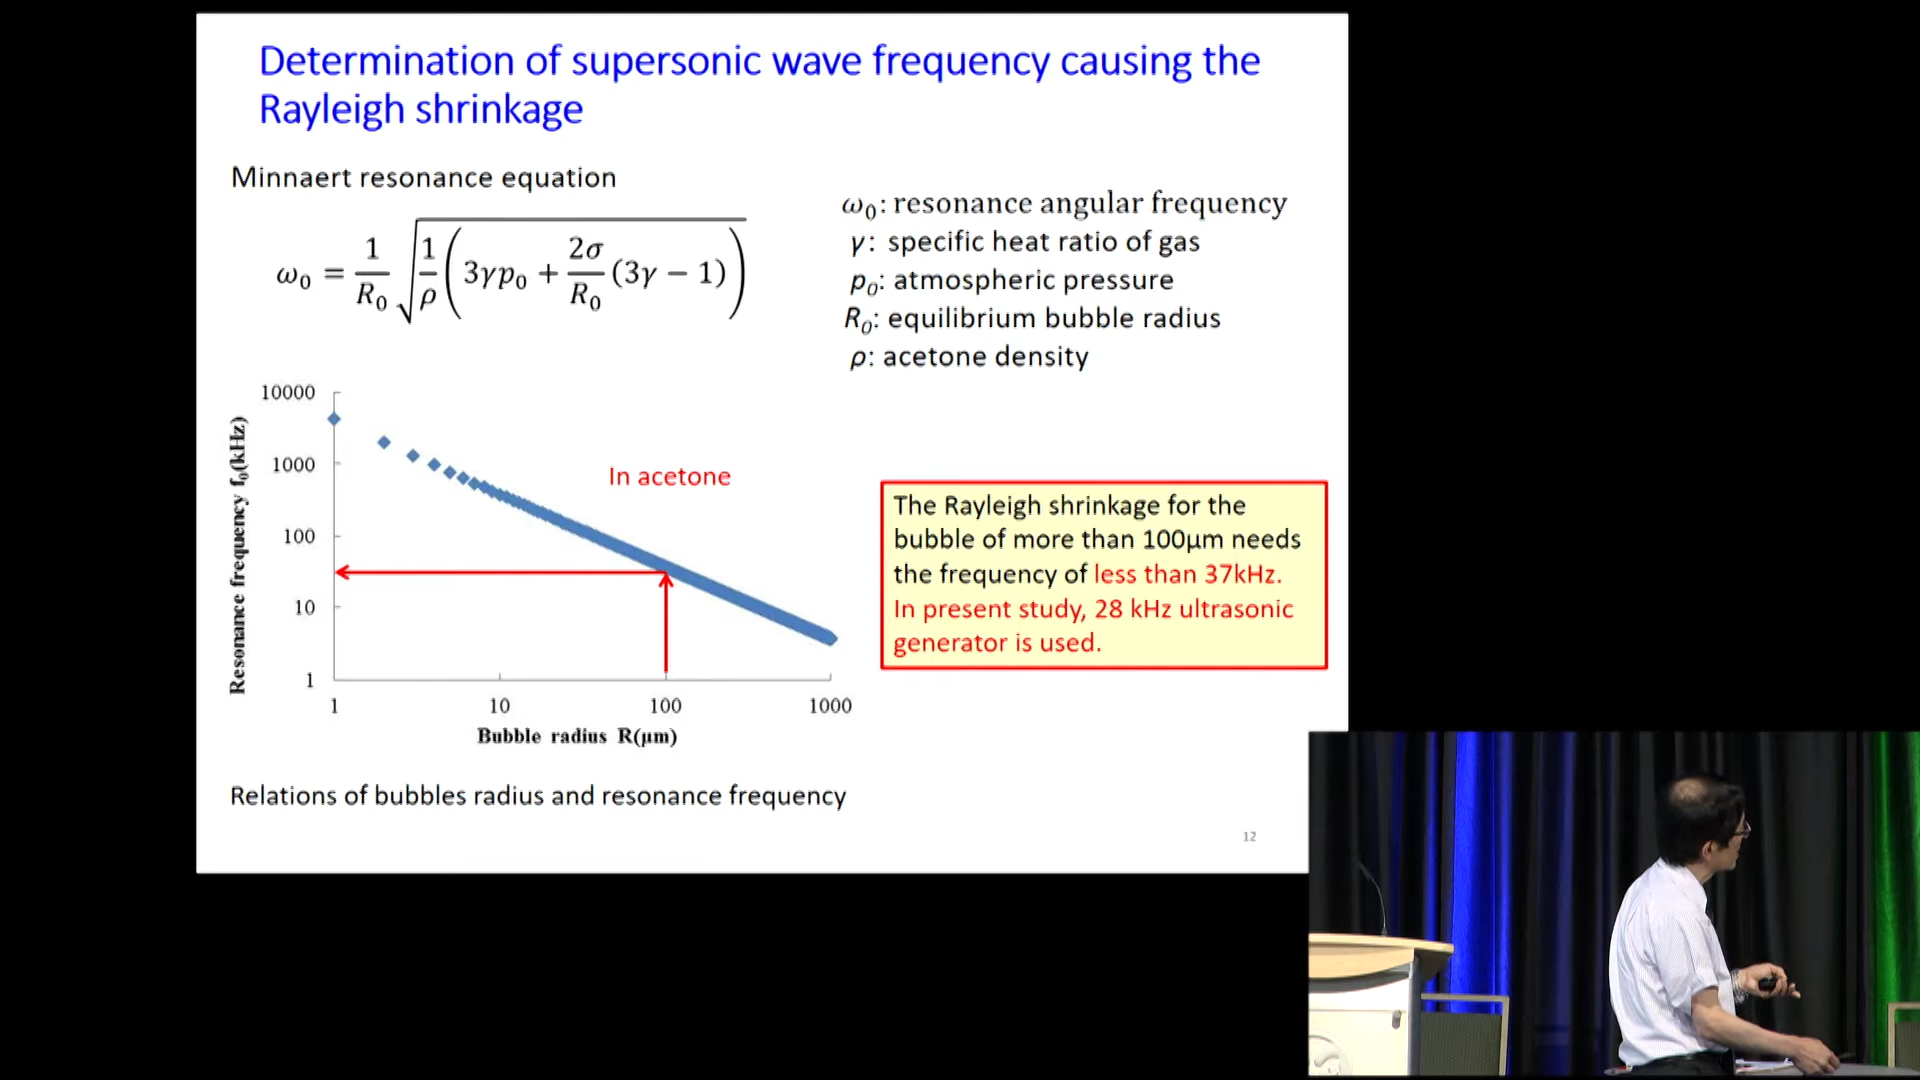 Determination of supersonic wave frequency causing the
Rayleigh shrinkage
Minnaert resonance equation
ω₀ = 1/R₀ √(1/ρ (3γp₀ + 2σ/R₀ (3γ − 1)))
ω₀: resonance angular frequency
γ: specific heat ratio of gas
p₀: atmospheric pressure
R₀: equilibrium bubble radius
ρ: acetone density
Resonance frequency f₀(kHz)
10000
1000
100
10
1
In acetone
1 10 100 1000
Bubble radius R(μm)
The Rayleigh shrinkage for the
bubble of more than 100μm needs
the frequency of less than 37kHz.
In present study, 28 kHz ultrasonic
generator is used.
Relations of bubbles radius and resonance frequency
12